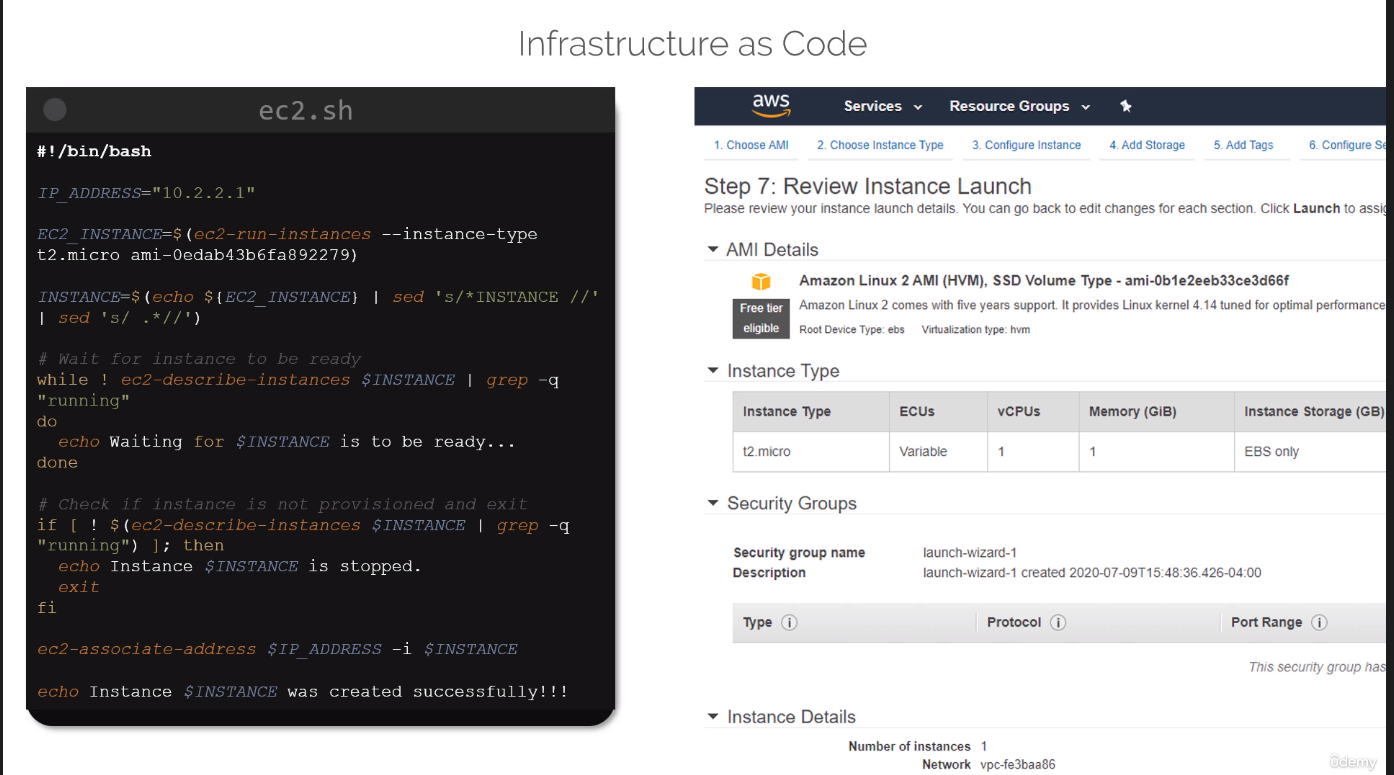 Infrastructure as Code
ec2.sh
#!/bin/bash
IP_ADDRESS="10.2.2.1"
EC2_INSTANCE=$(ec2-run-instances --instance-type
t2.micro ami-0edab43b6fa892279)
INSTANCE=$(echo ${EC2_INSTANCE} | sed 's/*INSTANCE //'
| sed 's/ .*//')
# Wait for instance to be ready
while ! ec2-describe-instances $INSTANCE | grep -q
"running"
do
echo Waiting for $INSTANCE is to be ready...
done
# Check if instance is not provisioned and exit
if [ ! $(ec2-describe-instances $INSTANCE | grep -q
"running") ]; then
echo Instance $INSTANCE is stopped.
exit
fi
ec2-associate-address $IP_ADDRESS -i $INSTANCE
echo Instance $INSTANCE was created successfully!!!
aws Services Resource Groups
1. Choose AMI 2. Choose Instance Type 3. Configure Instance 4. Add Storage 5. Add Tags 6. Configure Se
Step 7: Review Instance Launch
Please review your instance launch details. You can go back to edit changes for each section. Click Launch to assig
AMI Details
Amazon Linux 2 AMI (HVM), SSD Volume Type - ami-0b1e2eeb33ce3d66f
Free tier
eligible
Amazon Linux 2 comes with five years support. It provides Linux kernel 4.14 tuned for optimal performance
Root Device Type: ebs Virtualization type: hvm
Instance Type
Instance Type ECUs vCPUs Memory (GiB) Instance Storage (GB)
t2.micro Variable 1 1 EBS only
Security Groups
Security group name launch-wizard-1
Description launch-wizard-1 created 2020-07-09T15:48:36.426-04:00
Type Protocol Port Range
This security group has
Instance Details
Number of instances 1
Network vpc-fe3baa86
ûdemy